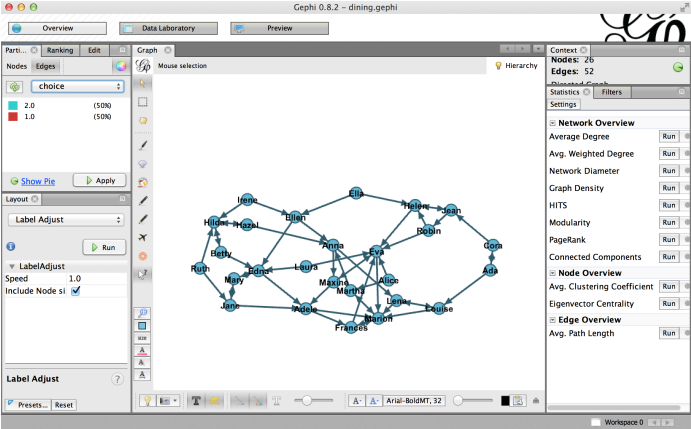 Gephi 0.8.2 - dining.gephi
Overview
Data Laboratory
Preview
Parti...
Ranking
Edit
Nodes
Edges
choice
2.0 (50%)
1.0 (50%)
Show Pie
Apply
Layout
Label Adjust
Run
LabelAdjust
Speed 1.0
Include Node si
Label Adjust
Presets...
Reset
Graph
Mouse selection
Hierarchy
Irene
Ella
Hilda
Hazel
Ellen
Helen
Jean
Robin
Betty
Anna
Eva
Cora
Ruth
Mary
Edna
Laura
Ada
Maxine
Martha
Alice
Jane
Adele
Lena
Louise
Frances
Marion
SIZE
A
A
A
T
T
A-
A-
Arial-BoldMT, 32
Context
Nodes: 26
Edges: 52
Directed Graph
Statistics
Filters
Settings
Network Overview
Average Degree Run
Avg. Weighted Degree Run
Network Diameter Run
Graph Density Run
HITS Run
Modularity Run
PageRank Run
Connected Components Run
Node Overview
Avg. Clustering Coefficient Run
Eigenvector Centrality Run
Edge Overview
Avg. Path Length Run
Workspace 0